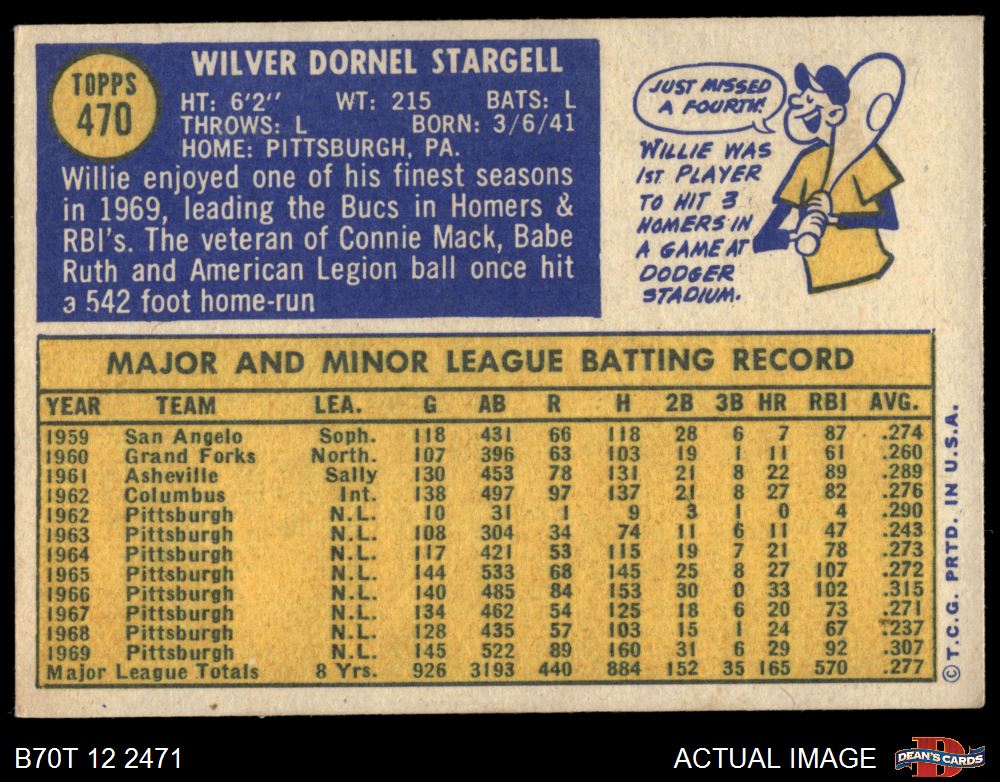 TOPPS
470
WILVER DORNEL STARGELL
HT: 6'2" WT: 215 BATS: L
THROWS: L BORN: 3/6/41
HOME: PITTSBURGH, PA.
Willie enjoyed one of his finest seasons
in 1969, leading the Bucs in Homers &
RBI's. The veteran of Connie Mack, Babe
Ruth and American Legion ball once hit
a 542 foot home-run
JUST MISSED
A FOURTH!
WILLIE WAS
1ST PLAYER
TO HIT 3
HOMERS IN
A GAME AT
DODGER
STADIUM.
MAJOR AND MINOR LEAGUE BATTING RECORD
YEAR TEAM LEA. G AB R H 2B 3B HR RBI AVG.
1959 San Angelo Soph. 118 431 66 118 28 6 7 87 .274
1960 Grand Forks North. 107 396 63 103 19 1 11 61 .260
1961 Asheville Sally 130 453 78 131 21 8 22 89 .289
1962 Columbus Int. 138 497 97 137 21 8 27 82 .276
1962 Pittsburgh N.L. 10 31 1 9 3 1 0 4 .290
1963 Pittsburgh N.L. 108 304 34 74 11 6 11 47 .243
1964 Pittsburgh N.L. 117 421 53 115 19 7 21 78 .273
1965 Pittsburgh N.L. 144 533 68 145 25 8 27 107 .272
1966 Pittsburgh N.L. 140 485 84 153 30 0 33 102 .315
1967 Pittsburgh N.L. 134 462 54 125 18 6 20 73 .271
1968 Pittsburgh N.L. 128 435 57 103 15 1 24 67 .237
1969 Pittsburgh N.L. 145 522 89 160 31 6 29 92 .307
Major League Totals 8 Yrs. 926 3193 440 884 152 35 165 570 .277
© T.C.G. PRTD. IN U.S.A.
B70T 12 2471
ACTUAL IMAGE
D
DEAN'S CARDS